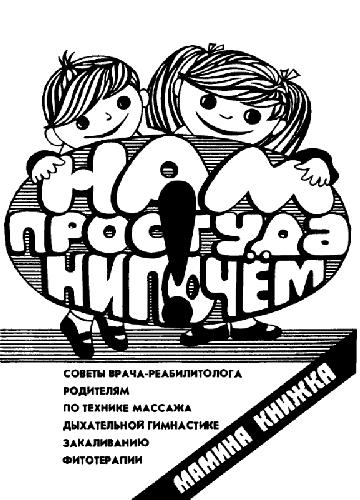 НАМ
ПРОСТУДА
НИПОЧЁМ!
СОВЕТЫ ВРАЧА-РЕАБИЛИТОЛОГА
РОДИТЕЛЯМ
ПО ТЕХНИКЕ МАССАЖА
ДЫХАТЕЛЬНОЙ ГИМНАСТИКЕ
ЗАКАЛИВАНИЮ
ФИТОТЕРАПИИ
МАМИНА КНИЖКА